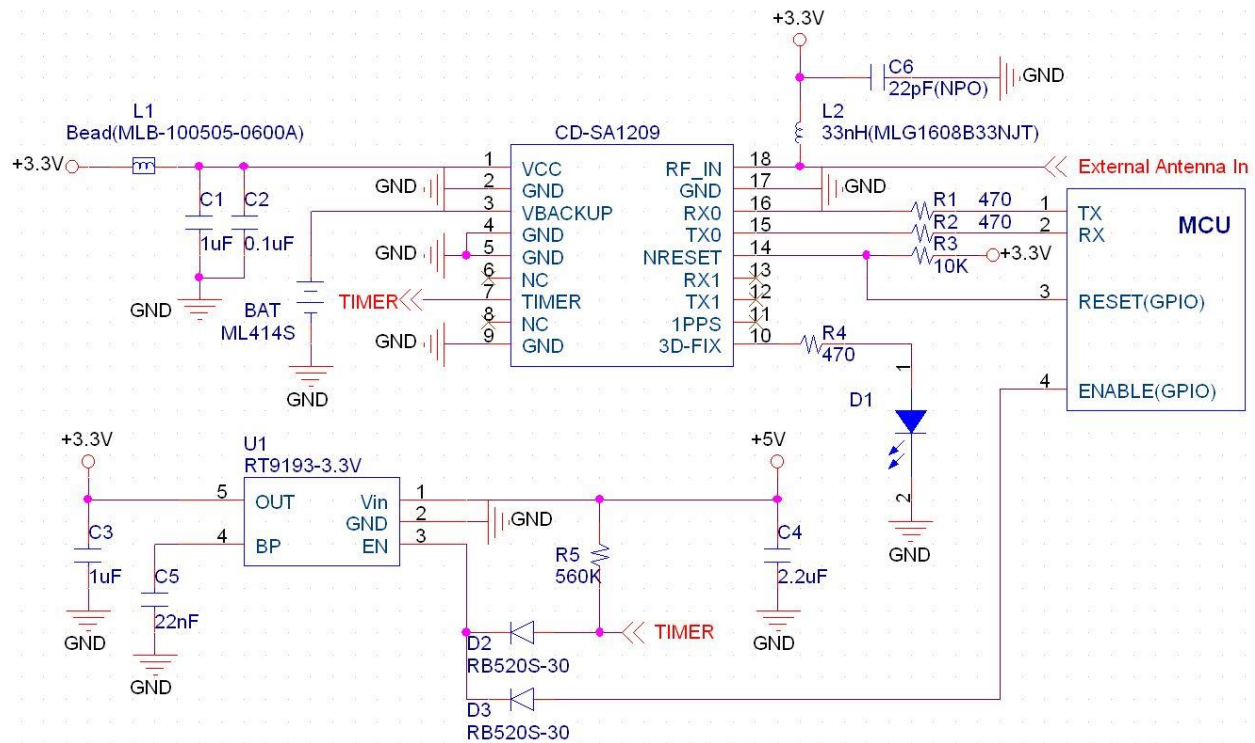 +3.3V
C6
22pF(NPO)
GND
L1
Bead(MLB-100505-0600A)
L2
33nH(MLG1608B33NJT)
CD-SA1209
+3.3V
External Antenna In
C1
1uF
C2
0.1uF
GND
BAT
ML414S
GND
TIMER
GND
GND
GND
1 VCC
2 GND
3 VBACKUP
4 GND
5 GND
6 NC
7 TIMER
8 NC
9 GND
RF_IN 18
GND 17
RX0 16
TX0 15
NRESET 14
RX1 13
TX1 12
1PPS 11
3D-FIX 10
GND
R1 470
R2 470
R3
10K
+3.3V
R4
470
1
D1
2
GND
MCU
1 TX
2 RX
3 RESET(GPIO)
4 ENABLE(GPIO)
+3.3V
U1
RT9193-3.3V
5 OUT
4 BP
Vin 1
GND 2
EN 3
GND
+5V
C3
1uF
GND
C5
22nF
GND
R5
560K
C4
2.2uF
GND
TIMER
D2
RB520S-30
D3
RB520S-30